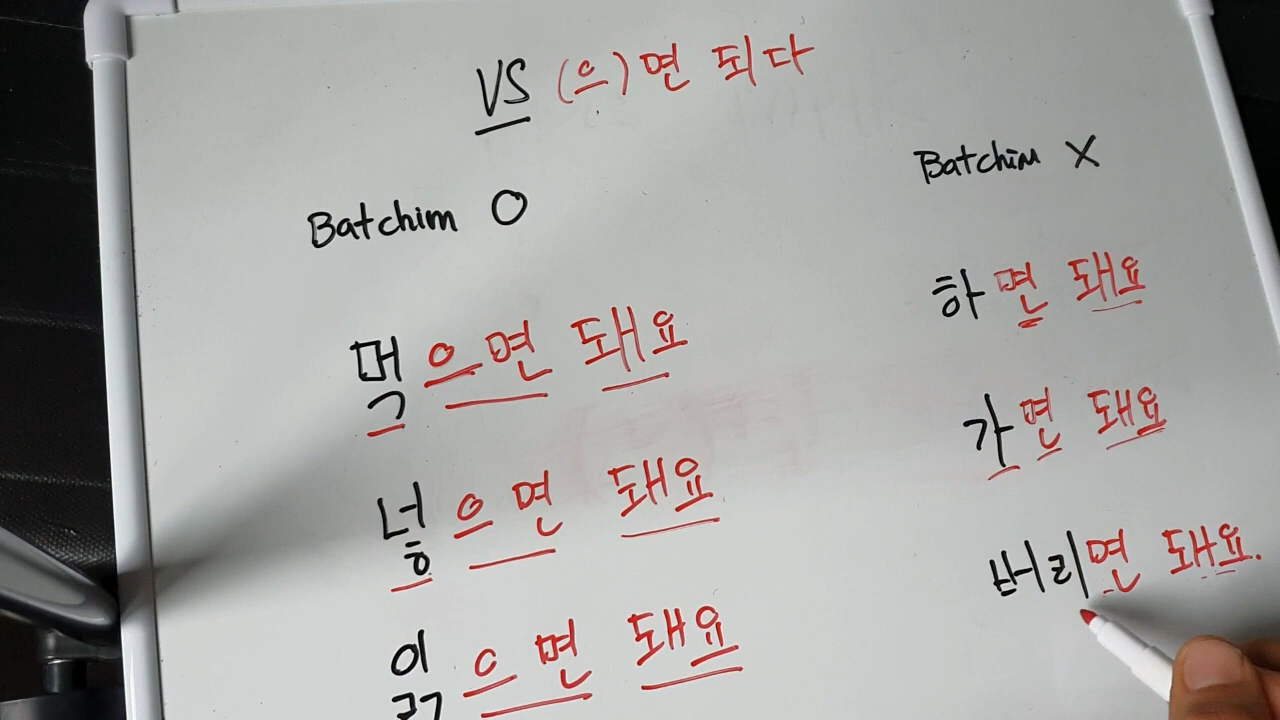 VS (으)면 되다
Batchim O
먹으면 돼요
넣으면 돼요
읽으면 돼요
Batchim X
하면 돼요
가면 돼요
버리면 돼요.